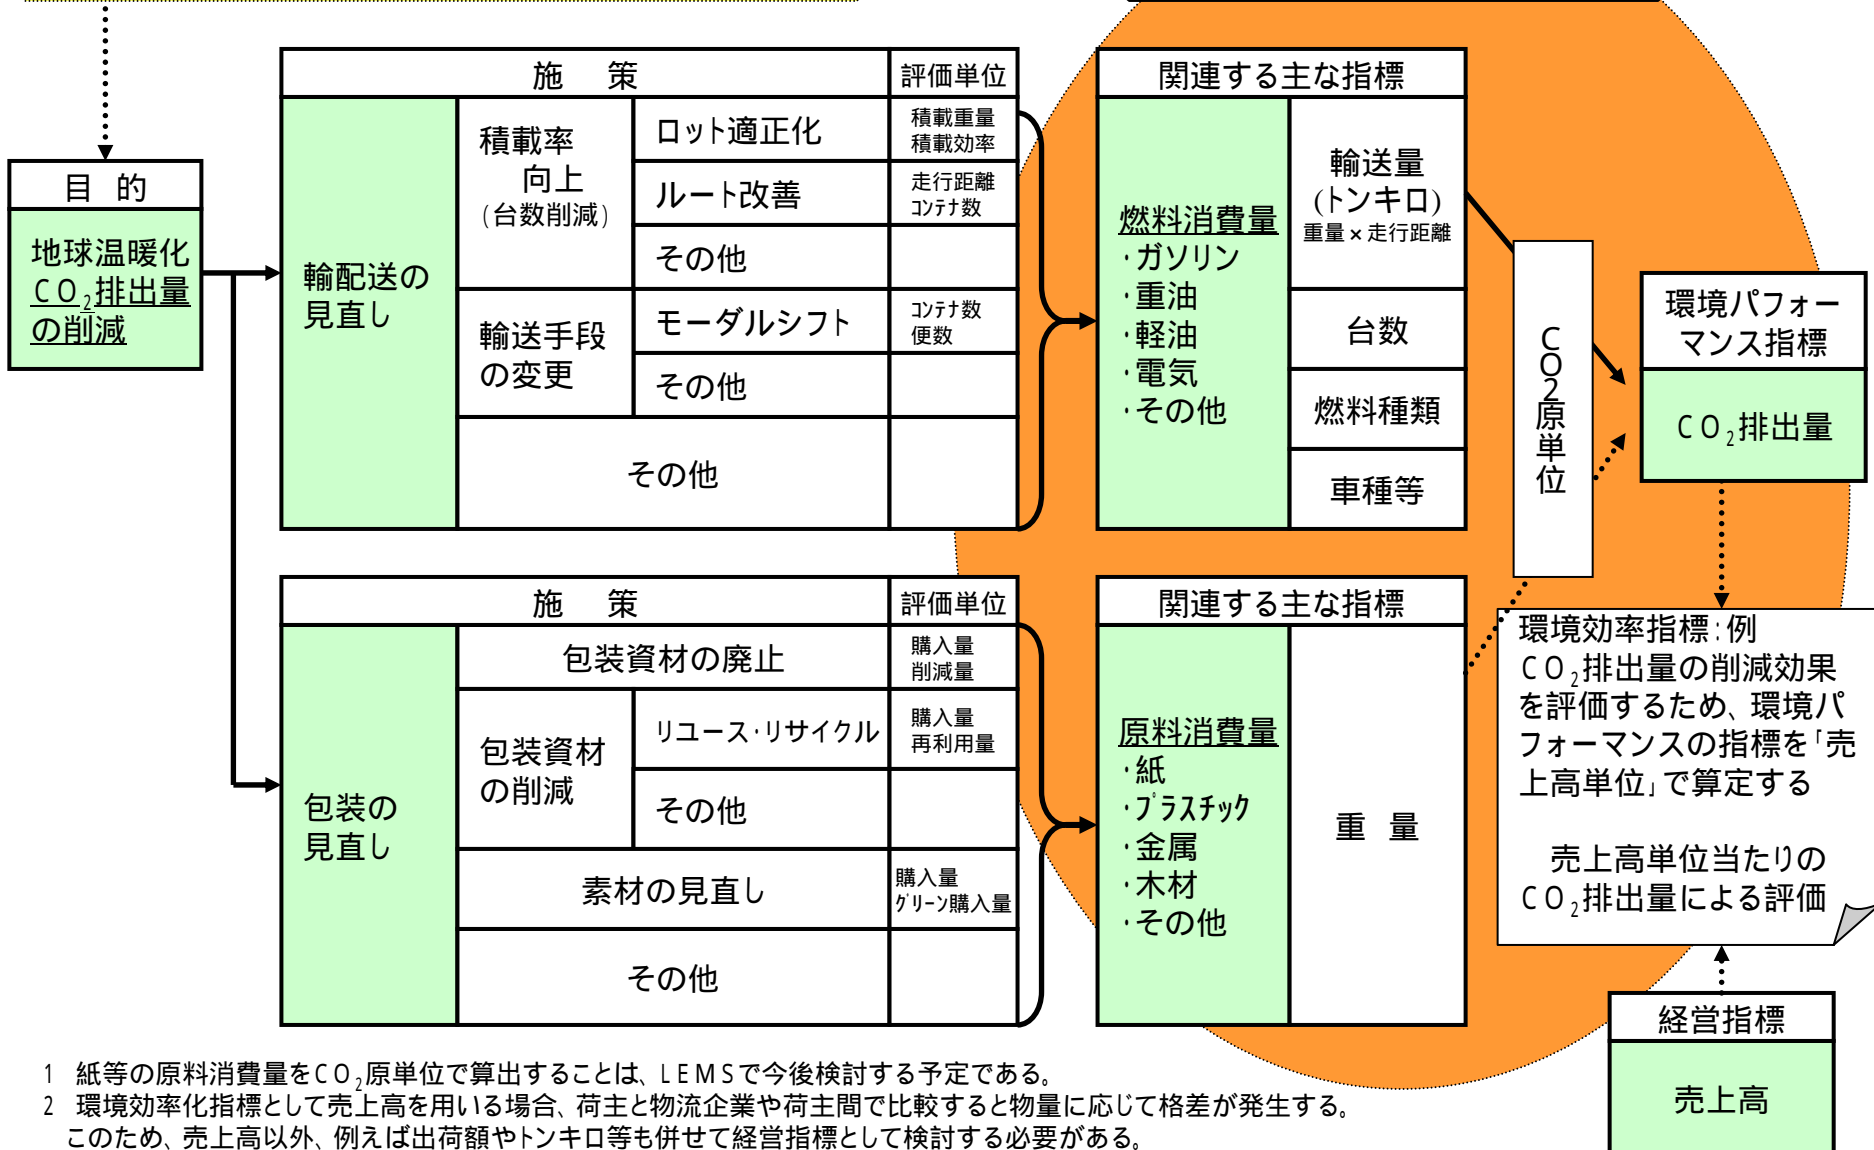 目 的
地球温暖化
CO₂排出量
の削減
施 策
評価単位
輸配送の
見直し
積載率
向上
(台数削減)
ロット適正化
積載重量
積載効率
ルート改善
走行距離
コンテナ数
その他
輸送手段
の変更
モーダルシフト
コンテナ数
便数
その他
その他
関連する主な指標
燃料消費量
・ガソリン
・重油
・軽油
・電気
・その他
輸送量
(トンキロ)
重量×走行距離
台数
燃料種類
車種等
CO2原単位
環境パフォー
マンス指標
CO₂排出量
施 策
評価単位
包装の
見直し
包装資材の廃止
購入量
削減量
包装資材
の削減
リユース・リサイクル
購入量
再利用量
その他
素材の見直し
購入量
グリーン購入量
その他
関連する主な指標
原料消費量
・紙
・プラスチック
・金属
・木材
・その他
重 量
環境効率指標:例
CO₂排出量の削減効果
を評価するため、環境パ
フォーマンスの指標を「売
上高単位」で算定する
売上高単位当たりの
CO₂排出量による評価
経営指標
売上高
1 紙等の原料消費量をCO₂原単位で算出することは、LEMSで今後検討する予定である。
2 環境効率化指標として売上高を用いる場合、荷主と物流企業や荷主間で比較すると物量に応じて格差が発生する。
このため、売上高以外、例えば出荷額やトンキロ等も併せて経営指標として検討する必要がある。